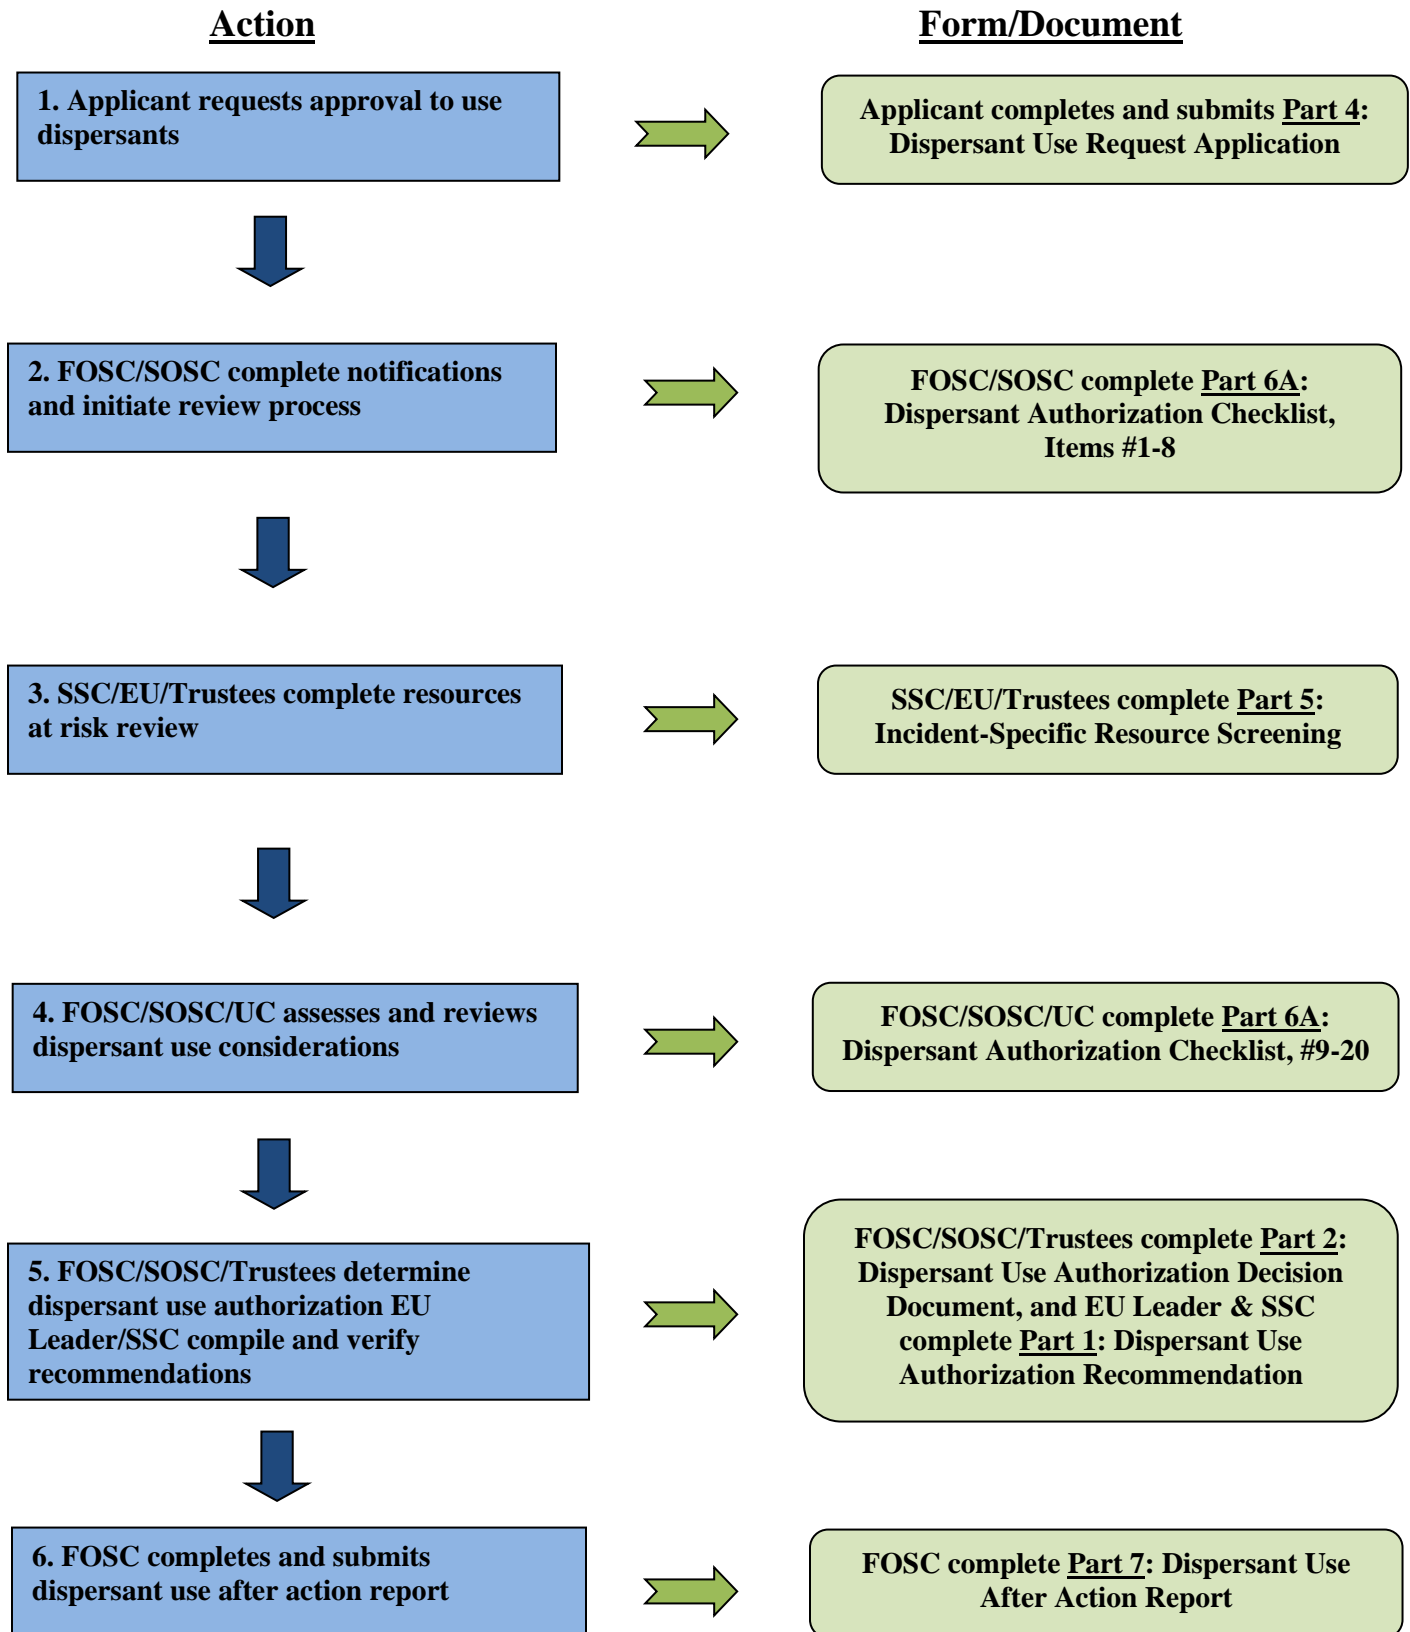 Action
Form/Document
1. Applicant requests approval to use
dispersants
Applicant completes and submits Part 4:
Dispersant Use Request Application
2. FOSC/SOSC complete notifications
and initiate review process
FOSC/SOSC complete Part 6A:
Dispersant Authorization Checklist,
Items #1-8
3. SSC/EU/Trustees complete resources
at risk review
SSC/EU/Trustees complete Part 5:
Incident-Specific Resource Screening
4. FOSC/SOSC/UC assesses and reviews
dispersant use considerations
FOSC/SOSC/UC complete Part 6A:
Dispersant Authorization Checklist, #9-20
5. FOSC/SOSC/Trustees determine
dispersant use authorization EU
Leader/SSC compile and verify
recommendations
FOSC/SOSC/Trustees complete Part 2:
Dispersant Use Authorization Decision
Document, and EU Leader & SSC
complete Part 1: Dispersant Use
Authorization Recommendation
6. FOSC completes and submits
dispersant use after action report
FOSC complete Part 7: Dispersant Use
After Action Report